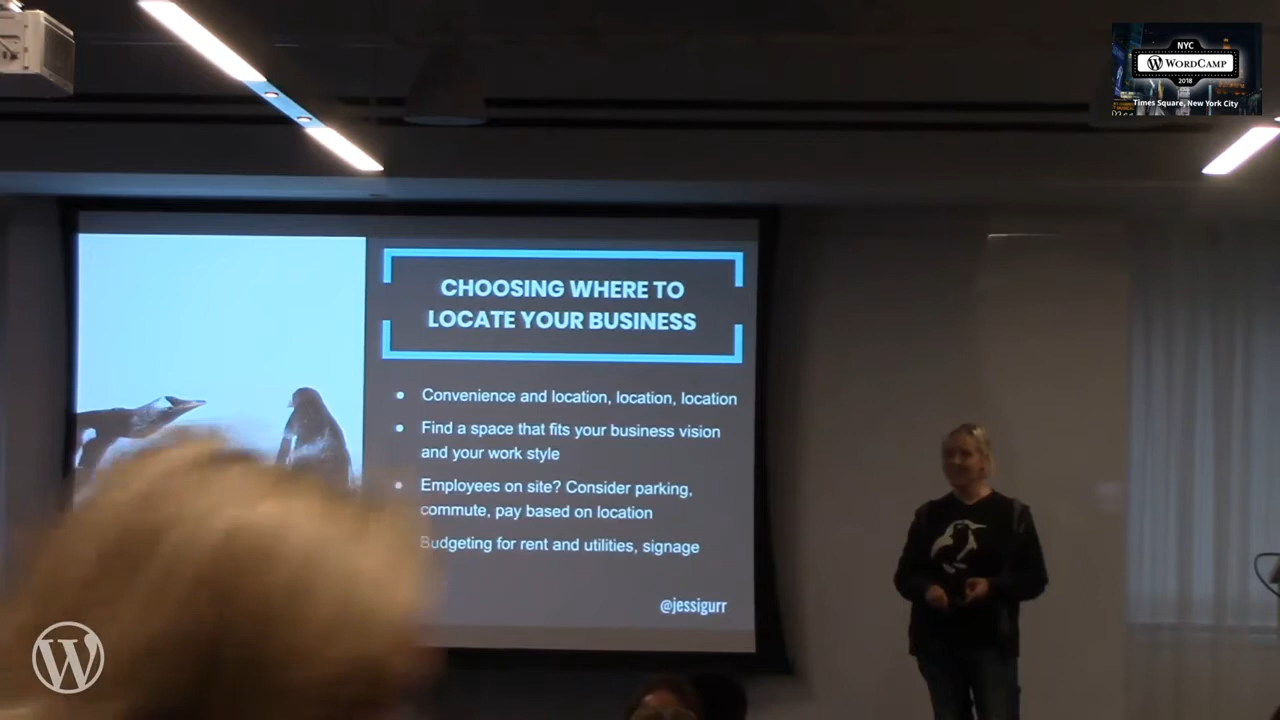 NYC
WORDCAMP
2018
Times Square, New York City
CHOOSING WHERE TO
LOCATE YOUR BUSINESS
Convenience and location, location, location
Find a space that fits your business vision
and your work style
Employees on site? Consider parking,
commute, pay based on location
Budgeting for rent and utilities, signage
@jessigurr